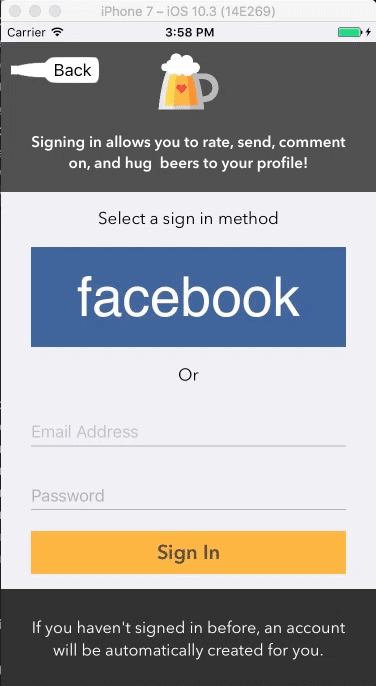 iPhone 7 – iOS 10.3 (14E269)
Carrier 3:58 PM
Back
Signing in allows you to rate, send, comment
on, and hug  beers to your profile!
Select a sign in method
facebook
Or
Email Address
Password
Sign In
If you haven't signed in before, an account
will be automatically created for you.